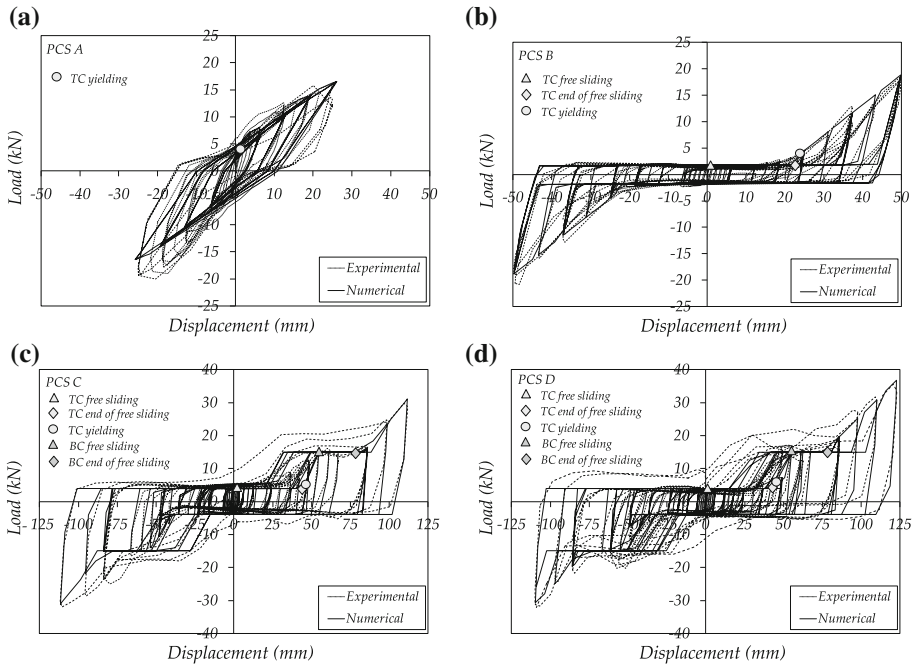 (a)
PCS A
TC yielding
25
20
15
10
5
0
-5
-10
-15
-20
-25
-50 -40 -30 -20 -10 0 10 20 30 40 50
Load (kN)
Displacement (mm)
Experimental
Numerical
(b)
PCS B
TC free sliding
TC end of free sliding
TC yielding
25
20
15
10
5
0
-5
-10
-15
-20
-25
-50 -40 -30 -20 -10 0 10 20 30 40 50
Load (kN)
Displacement (mm)
Experimental
Numerical
(c)
PCS C
TC free sliding
TC end of free sliding
TC yielding
BC free sliding
BC end of free sliding
40
30
20
10
0
-10
-20
-30
-40
-125 -100 -75 -50 -25 0 25 50 75 100 125
Load (kN)
Displacement (mm)
Experimental
Numerical
(d)
PCS D
TC free sliding
TC end of free sliding
TC yielding
BC free sliding
BC end of free sliding
40
30
20
10
0
-10
-20
-30
-40
-125 -100 -75 -50 -25 0 25 50 75 100 125
Load (kN)
Displacement (mm)
Experimental
Numerical